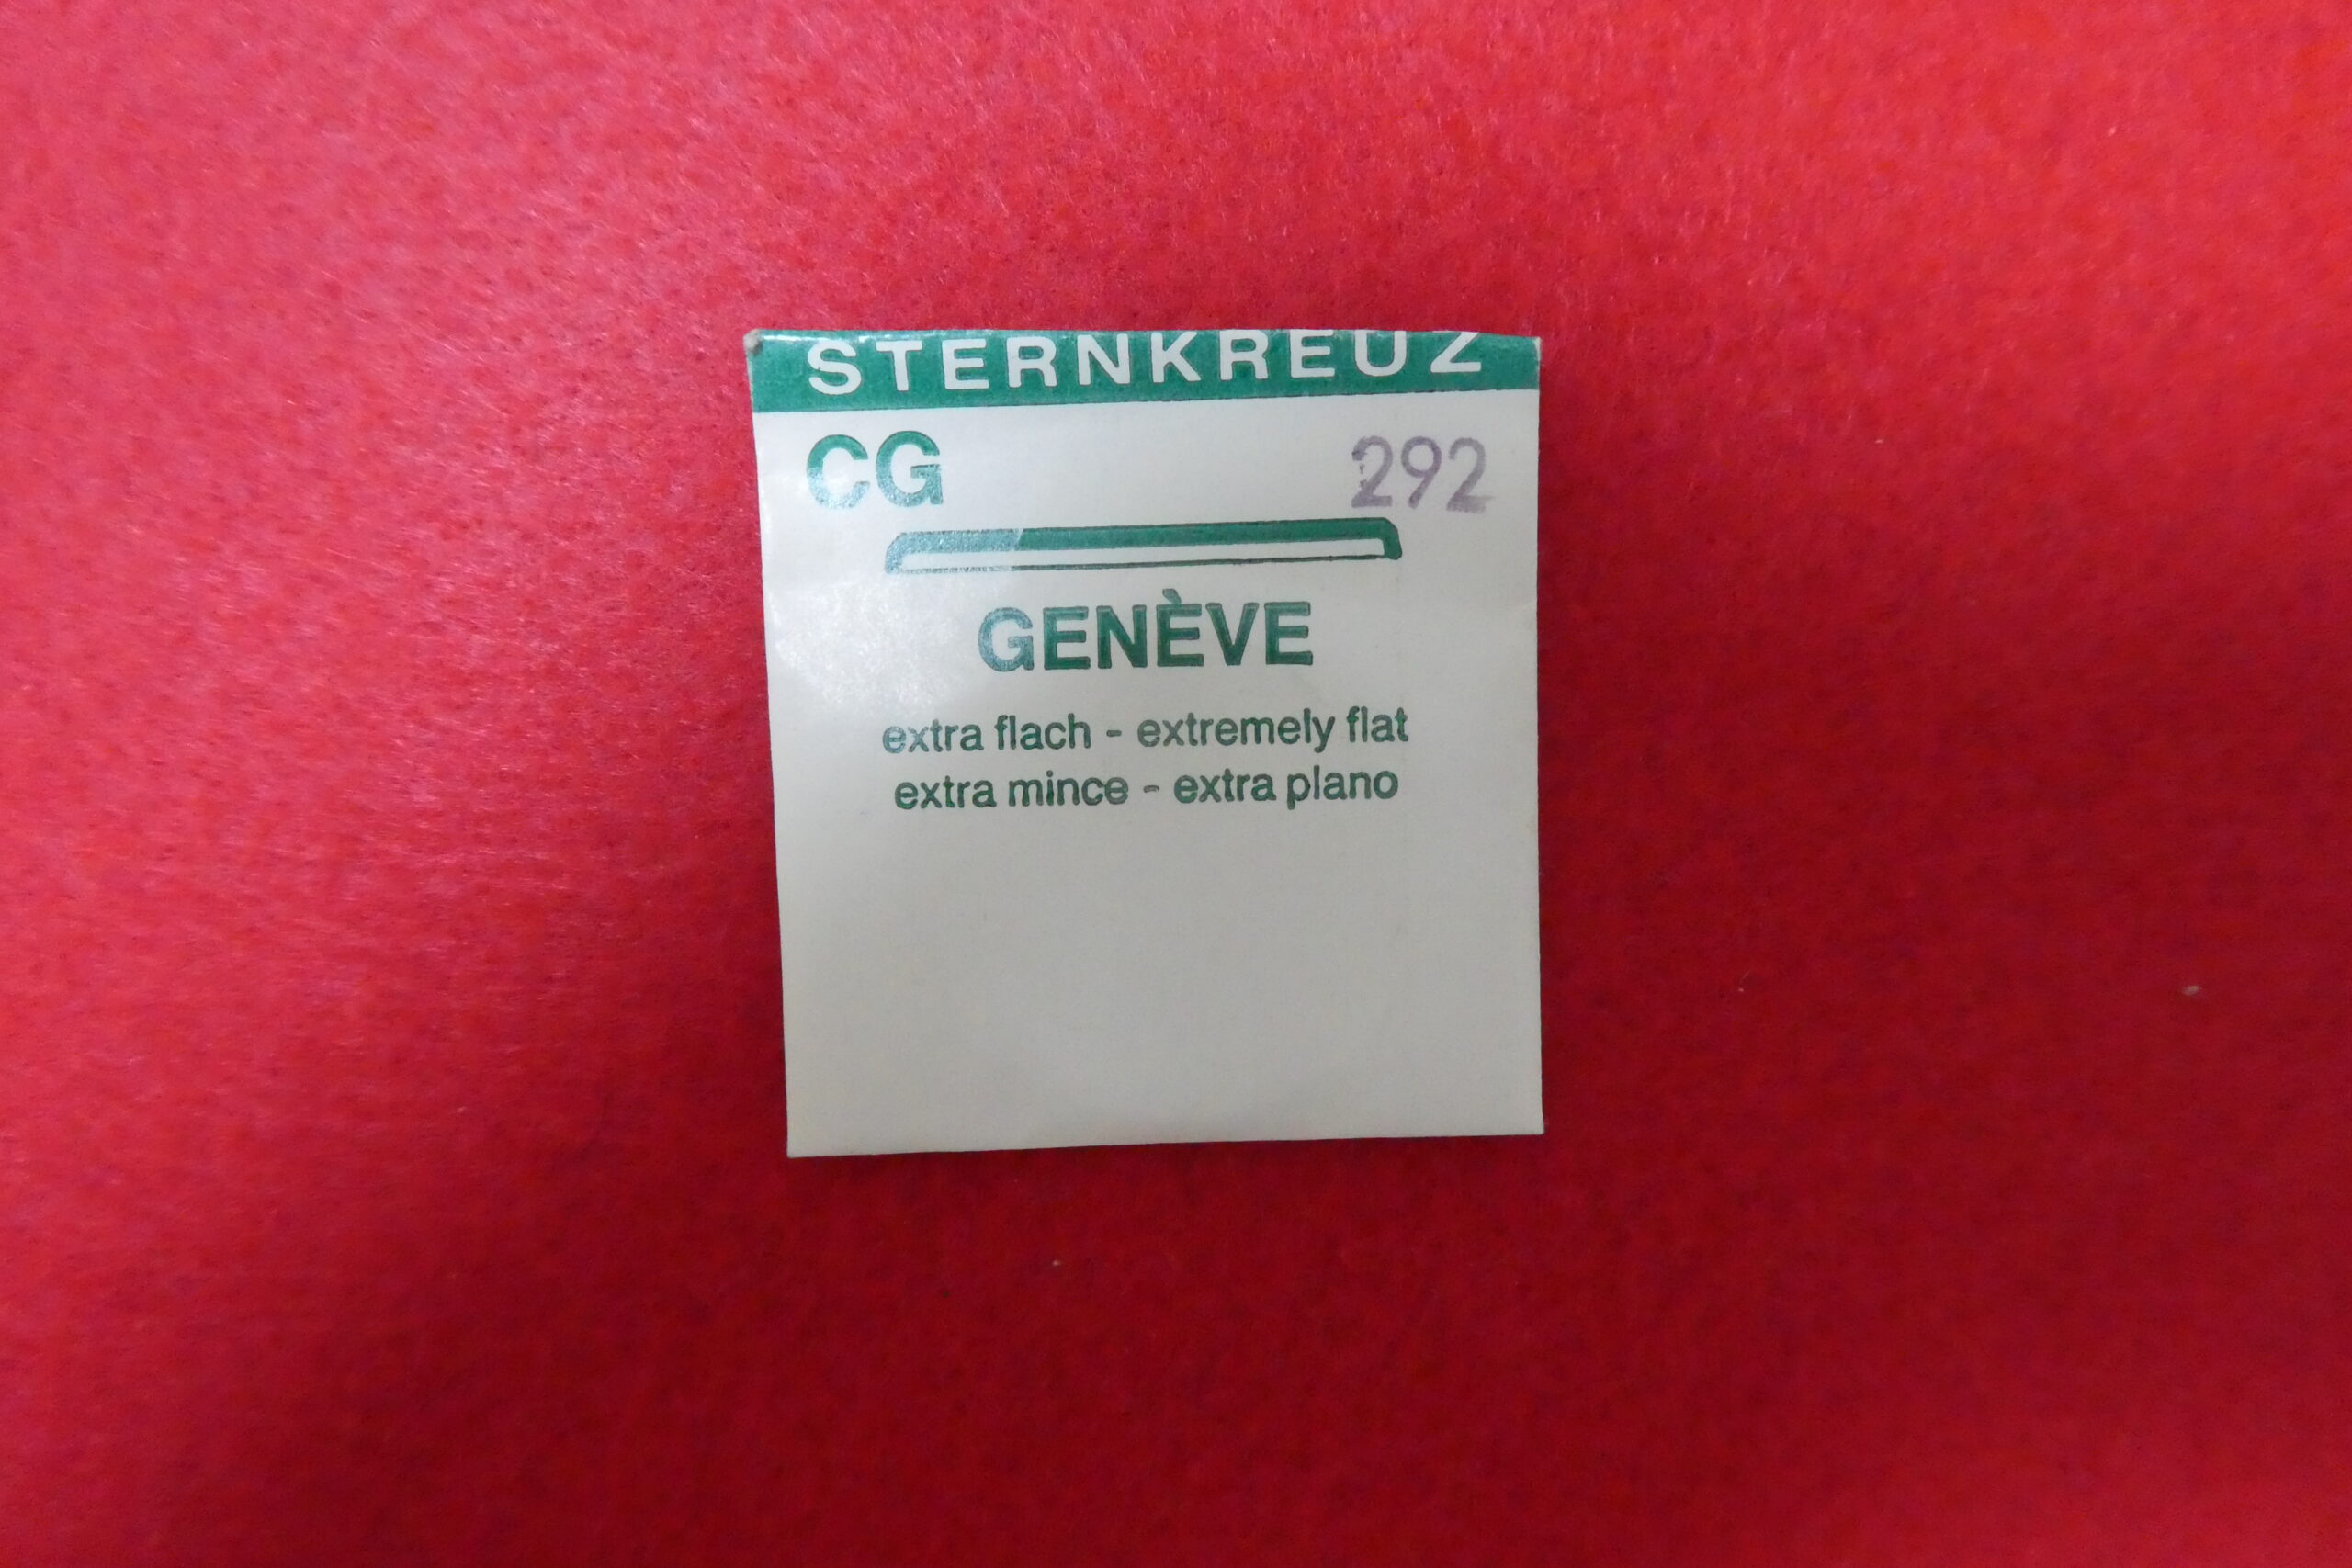 STERNKREUZ
CG 292
GENÈVE
extra flach - extremely flat
extra mince - extra plano